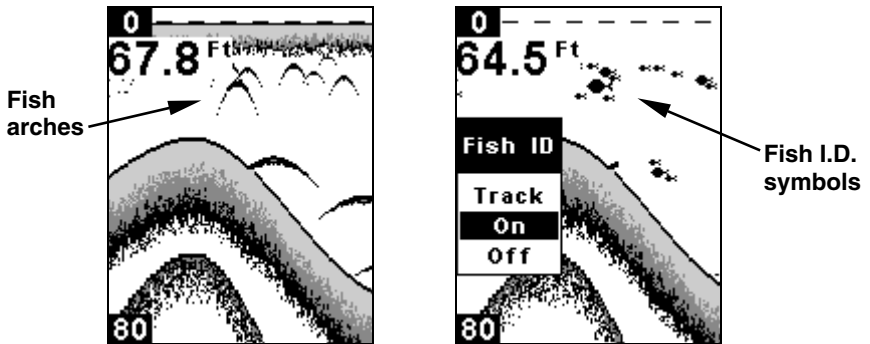 0
67.8 Ft
Fish
arches
80
0
64.5 Ft
Fish ID
Track
On
Off
80
Fish I.D.
symbols